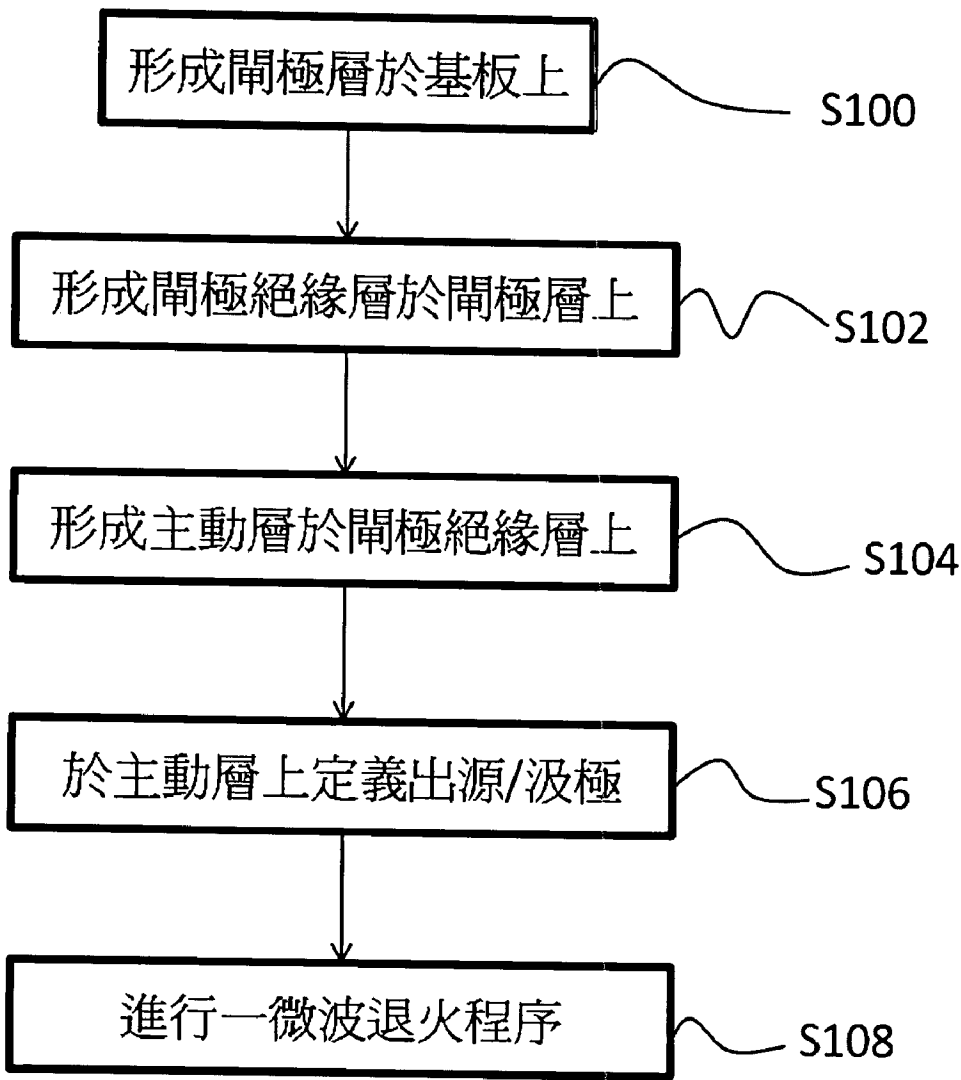 形成閘極層於基板上
S100
形成閘極絕緣層於閘極層上
S102
形成主動層於閘極絕緣層上
S104
於主動層上定義出源/汲極
S106
進行一微波退火程序
S108